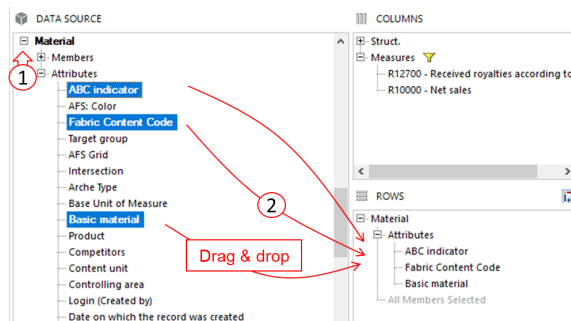 DATA SOURCE
Material
Members
Attributes
ABC indicator
AFS: Color
Fabric Content Code
Target group
AFS Grid
Intersection
Arche Type
Base Unit of Measure
Basic material
Product
Competitors
Content unit
Controlling area
Login (Created by)
Date on which the record was created
1
2
Drag & drop
COLUMNS
Struct.
Measures
R12700 - Received royalties according to
R10000 - Net sales
ROWS
Material
Attributes
ABC indicator
Fabric Content Code
Basic material
All Members Selected